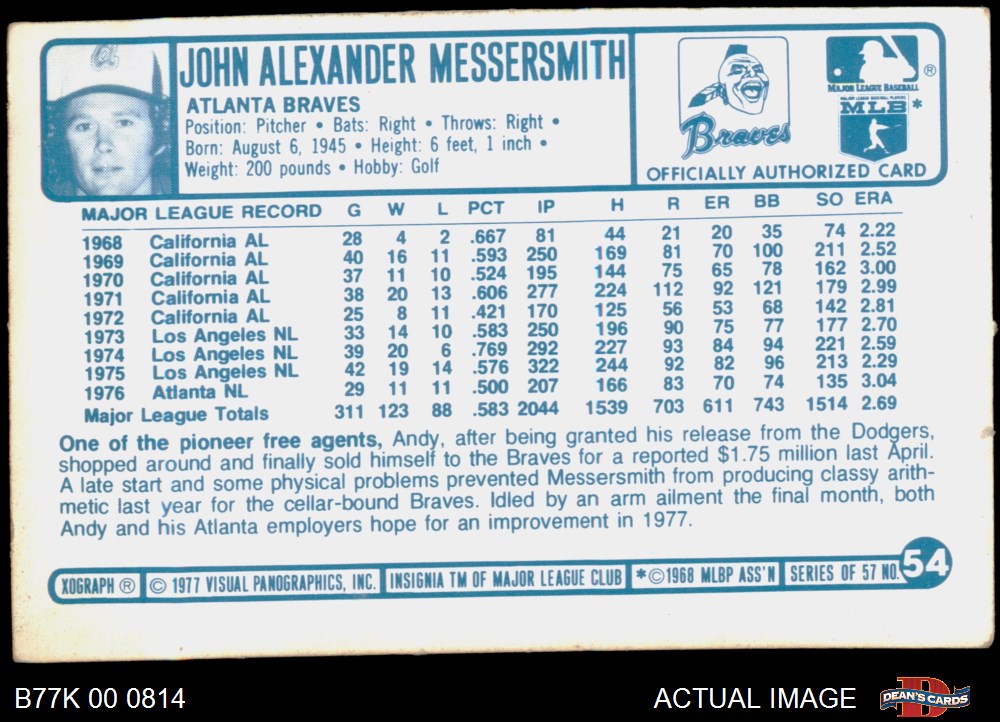 JOHN ALEXANDER MESSERSMITH
ATLANTA BRAVES
Position: Pitcher • Bats: Right • Throws: Right •
Born: August 6, 1945 • Height: 6 feet, 1 inch •
Weight: 200 pounds • Hobby: Golf
Braves
MAJOR LEAGUE BASEBALL ®
MAJOR LEAGUE BASEBALL PLAYERS
MLB *
OFFICIALLY AUTHORIZED CARD
MAJOR LEAGUE RECORD G W L PCT IP H R ER BB SO ERA
1968 California AL 28 4 2 .667 81 44 21 20 35 74 2.22
1969 California AL 40 16 11 .593 250 169 81 70 100 211 2.52
1970 California AL 37 11 10 .524 195 144 75 65 78 162 3.00
1971 California AL 38 20 13 .606 277 224 112 92 121 179 2.99
1972 California AL 25 8 11 .421 170 125 56 53 68 142 2.81
1973 Los Angeles NL 33 14 10 .583 250 196 90 75 77 177 2.70
1974 Los Angeles NL 39 20 6 .769 292 227 93 84 94 221 2.59
1975 Los Angeles NL 42 19 14 .576 322 244 92 82 96 213 2.29
1976 Atlanta NL 29 11 11 .500 207 166 83 70 74 135 3.04
Major League Totals 311 123 88 .583 2044 1539 703 611 743 1514 2.69
One of the pioneer free agents, Andy, after being granted his release from the Dodgers,
shopped around and finally sold himself to the Braves for a reported $1.75 million last April.
A late start and some physical problems prevented Messersmith from producing classy arith-
metic last year for the cellar-bound Braves. Idled by an arm ailment the final month, both
Andy and his Atlanta employers hope for an improvement in 1977.
XOGRAPH ® © 1977 VISUAL PANOGRAPHICS, INC. INSIGNIA TM OF MAJOR LEAGUE CLUB *©1968 MLBP ASS'N SERIES OF 57 NO. 54
B77K 00 0814 ACTUAL IMAGE DEAN'S CARDS